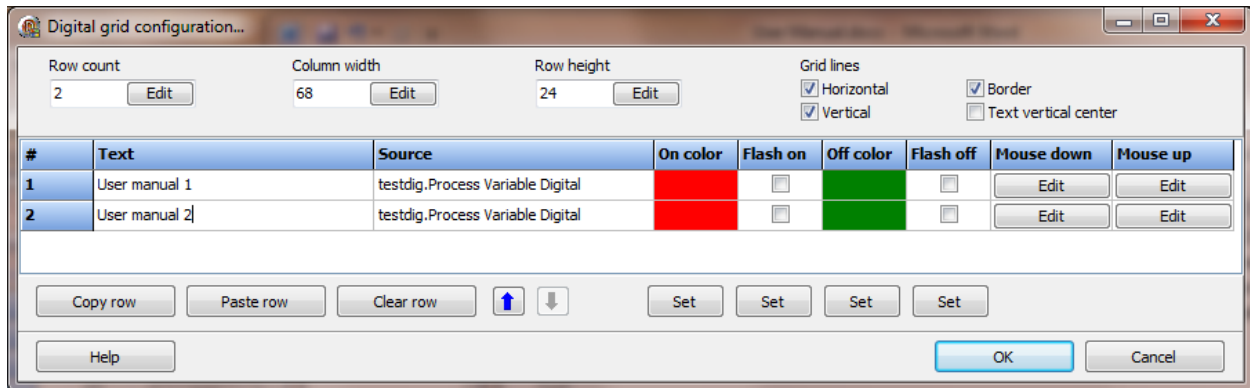 Digital grid configuration...
Row count Column width Row height Grid lines
2 Edit 68 Edit 24 Edit Horizontal Border
Vertical Text vertical center
# Text Source On color Flash on Off color Flash off Mouse down Mouse up
1 User manual 1 testdig.Process Variable Digital Edit Edit
2 User manual 2 testdig.Process Variable Digital Edit Edit
Copy row Paste row Clear row Set Set Set Set
Help OK Cancel